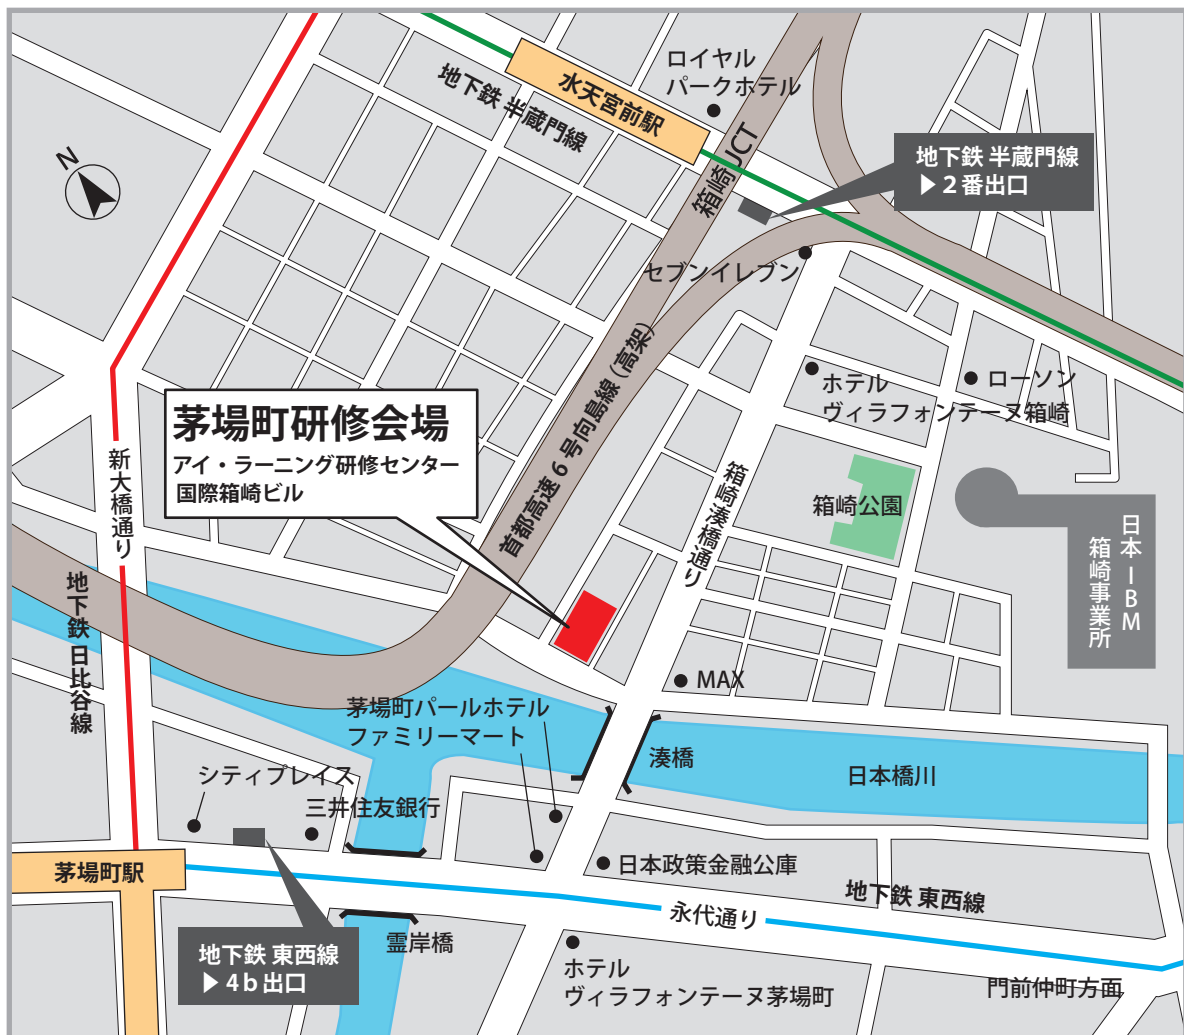 ロイヤル
パークホテル
水天宮前駅
地下鉄 半蔵門線
箱崎 JCT
地下鉄 半蔵門線
▶ 2 番出口
N
セブンイレブン
首都高速 6 号向島線（高架）
ホテル
ヴィラフォンテーヌ箱崎
ローソン
茅場町研修会場
アイ・ラーニング研修センター
国際箱崎ビル
新大橋通り
箱崎湊橋通り
箱崎公園
日本 IBM
箱崎事業所
地下鉄 日比谷線
MAX
茅場町パールホテル
ファミリーマート
湊橋
日本橋川
シティプレイス
三井住友銀行
茅場町駅
日本政策金融公庫
地下鉄 東西線
永代通り
地下鉄 東西線
▶ 4b 出口
霊岸橋
ホテル
ヴィラフォンテーヌ茅場町
門前仲町方面